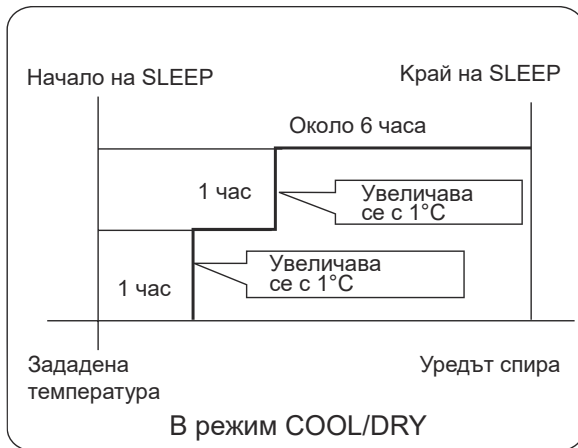 Начало на SLEEP
Край на SLEEP
Около 6 часа
1 час
Увеличава
се с 1°C
1 час
Увеличава
се с 1°C
Зададена
температура
Уредът спира
В режим COOL/DRY